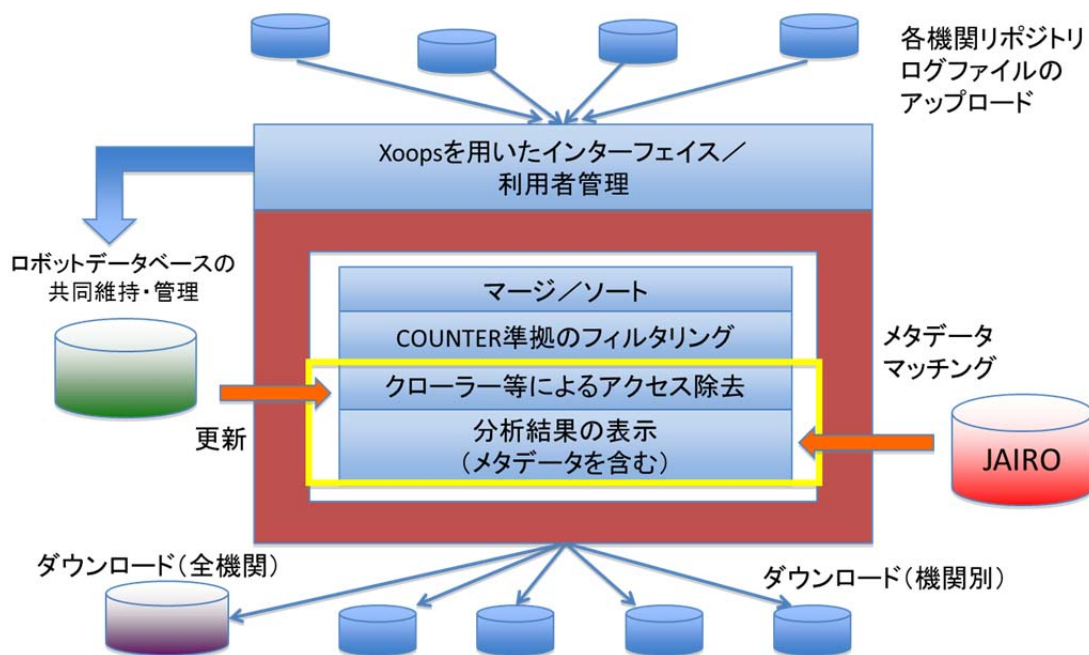 各機関リポジトリ
ログファイルの
アップロード
Xoopsを用いたインターフェイス／
利用者管理
ロボットデータベースの
共同維持・管理
マージ／ソート
COUNTER準拠のフィルタリング
クローラー等によるアクセス除去
分析結果の表示
（メタデータを含む）
更新
メタデータ
マッチング
JAIRO
ダウンロード（全機関）
ダウンロード（機関別）